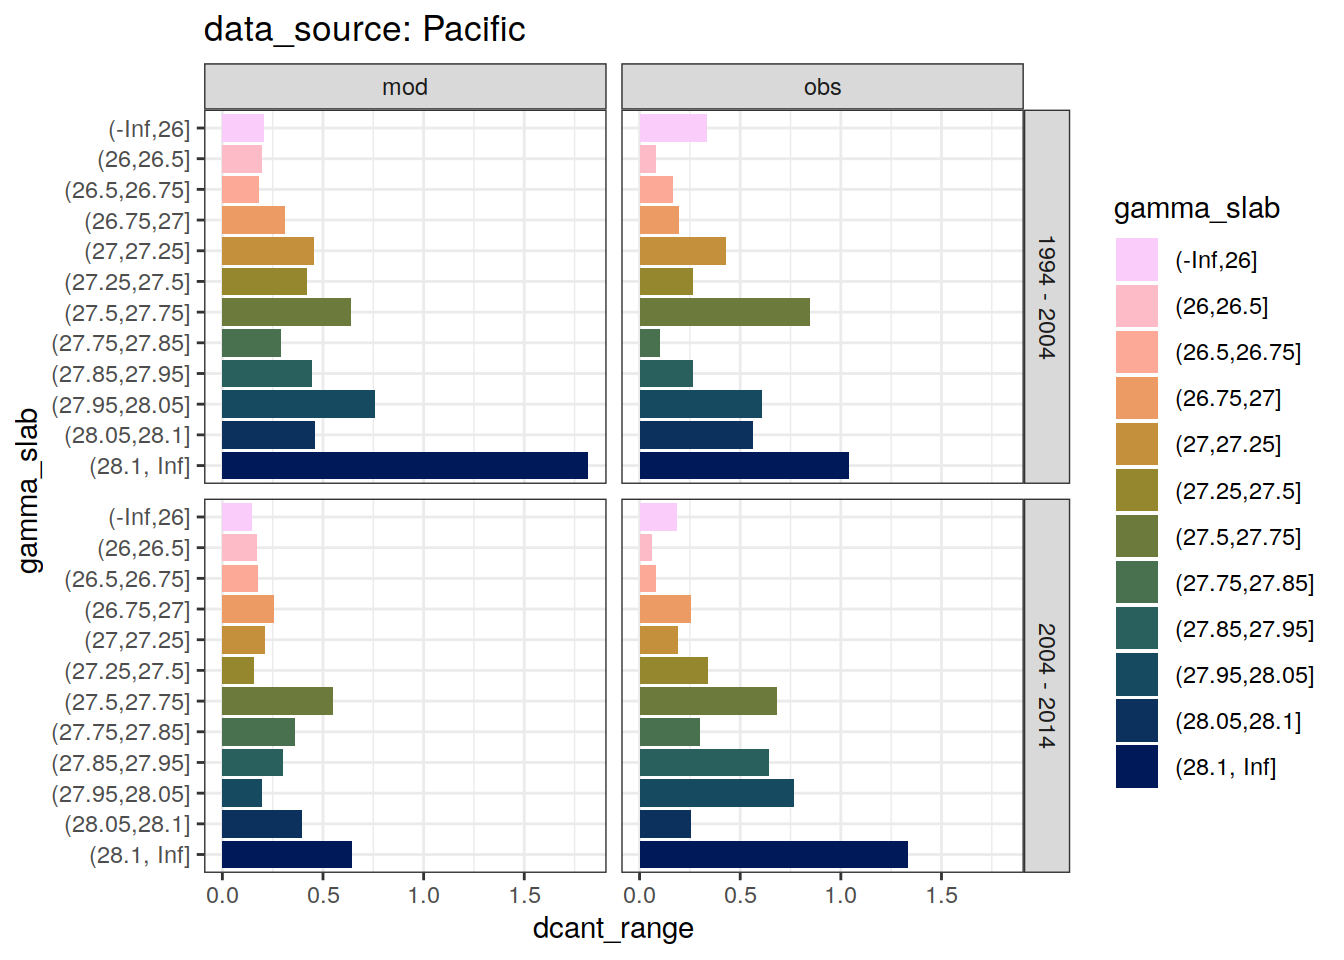 data_source: Pacific
mod
obs
(-Inf,26]
(26,26.5]
(26.5,26.75]
(26.75,27]
(27,27.25]
(27.25,27.5]
(27.5,27.75]
(27.75,27.85]
(27.85,27.95]
(27.95,28.05]
(28.05,28.1]
(28.1, Inf]
1994 - 2004
(-Inf,26]
(26,26.5]
(26.5,26.75]
(26.75,27]
(27,27.25]
(27.25,27.5]
(27.5,27.75]
(27.75,27.85]
(27.85,27.95]
(27.95,28.05]
(28.05,28.1]
(28.1, Inf]
2004 - 2014
gamma_slab
0.0 0.5 1.0 1.5
0.0 0.5 1.0 1.5
dcant_range
gamma_slab
(-Inf,26]
(26,26.5]
(26.5,26.75]
(26.75,27]
(27,27.25]
(27.25,27.5]
(27.5,27.75]
(27.75,27.85]
(27.85,27.95]
(27.95,28.05]
(28.05,28.1]
(28.1, Inf]